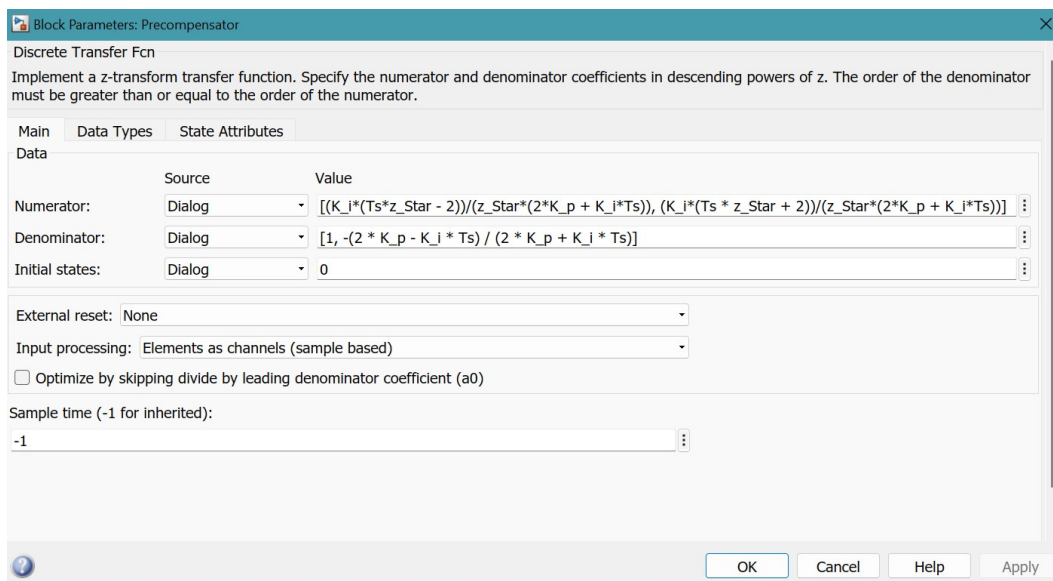 Block Parameters: Precompensator
Discrete Transfer Fcn
Implement a z-transform transfer function. Specify the numerator and denominator coefficients in descending powers of z. The order of the denominator
must be greater than or equal to the order of the numerator.
Main Data Types State Attributes
Data
Source Value
Numerator: Dialog [(K_i*(Ts*z_Star - 2))/(z_Star*(2*K_p + K_i*Ts)), (K_i*(Ts * z_Star + 2))/(z_Star*(2*K_p + K_i*Ts))]
Denominator: Dialog [1, -(2 * K_p - K_i * Ts) / (2 * K_p + K_i * Ts)]
Initial states: Dialog 0
External reset: None
Input processing: Elements as channels (sample based)
Optimize by skipping divide by leading denominator coefficient (a0)
Sample time (-1 for inherited):
-1
? OK Cancel Help Apply